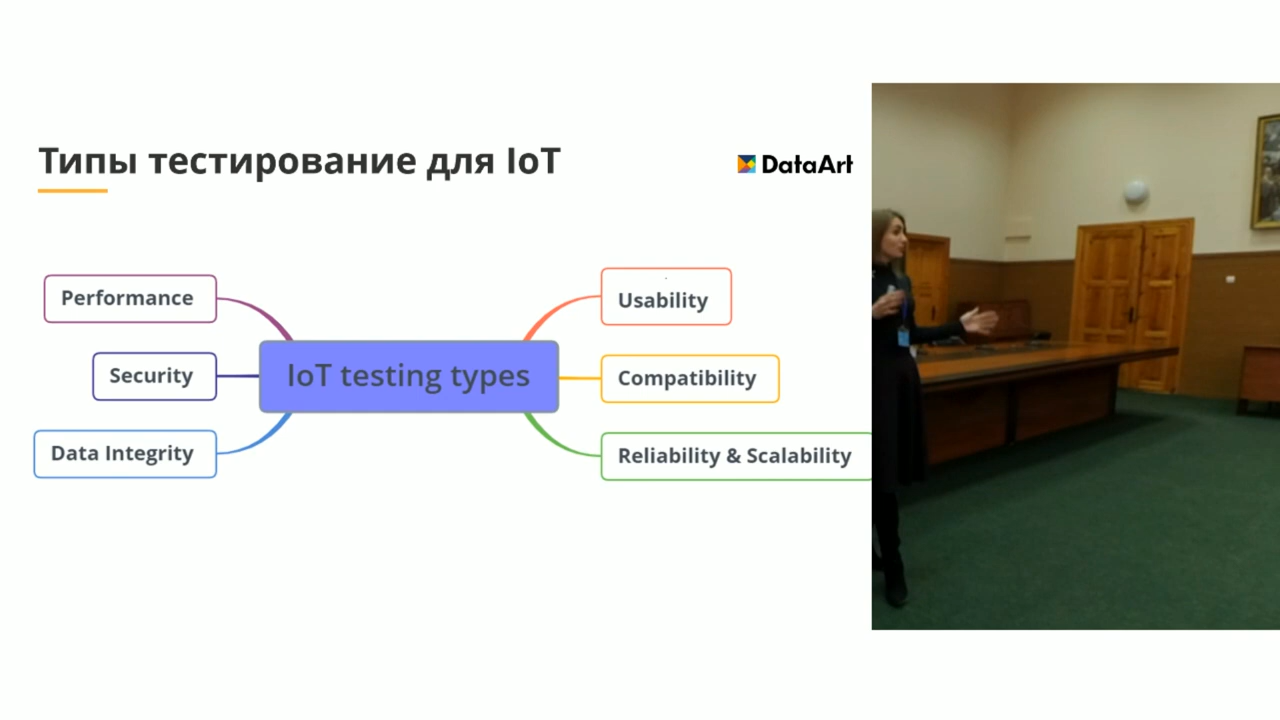 Типы тестирование для IoT
DataArt
Performance
Security
Data Integrity
IoT testing types
Usability
Compatibility
Reliability & Scalability